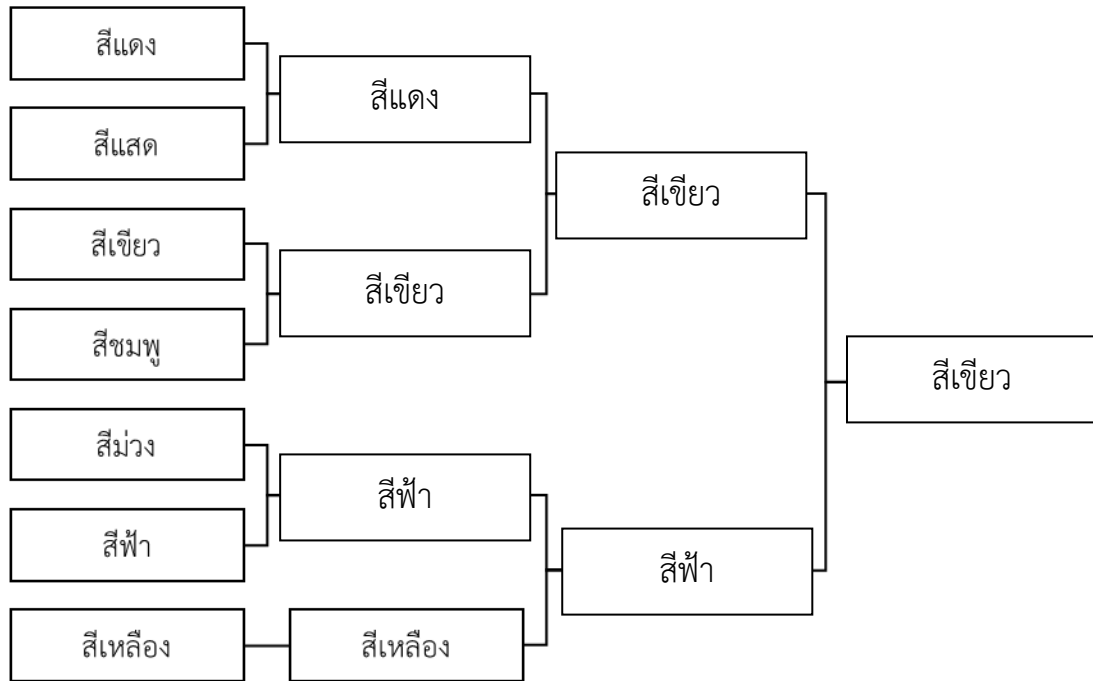 สีแดง
สีแสด
สีเขียว
สีชมพู
สีม่วง
สีฟ้า
สีเหลือง
สีแดง
สีเขียว
สีฟ้า
สีเหลือง
สีเขียว
สีฟ้า
สีเขียว